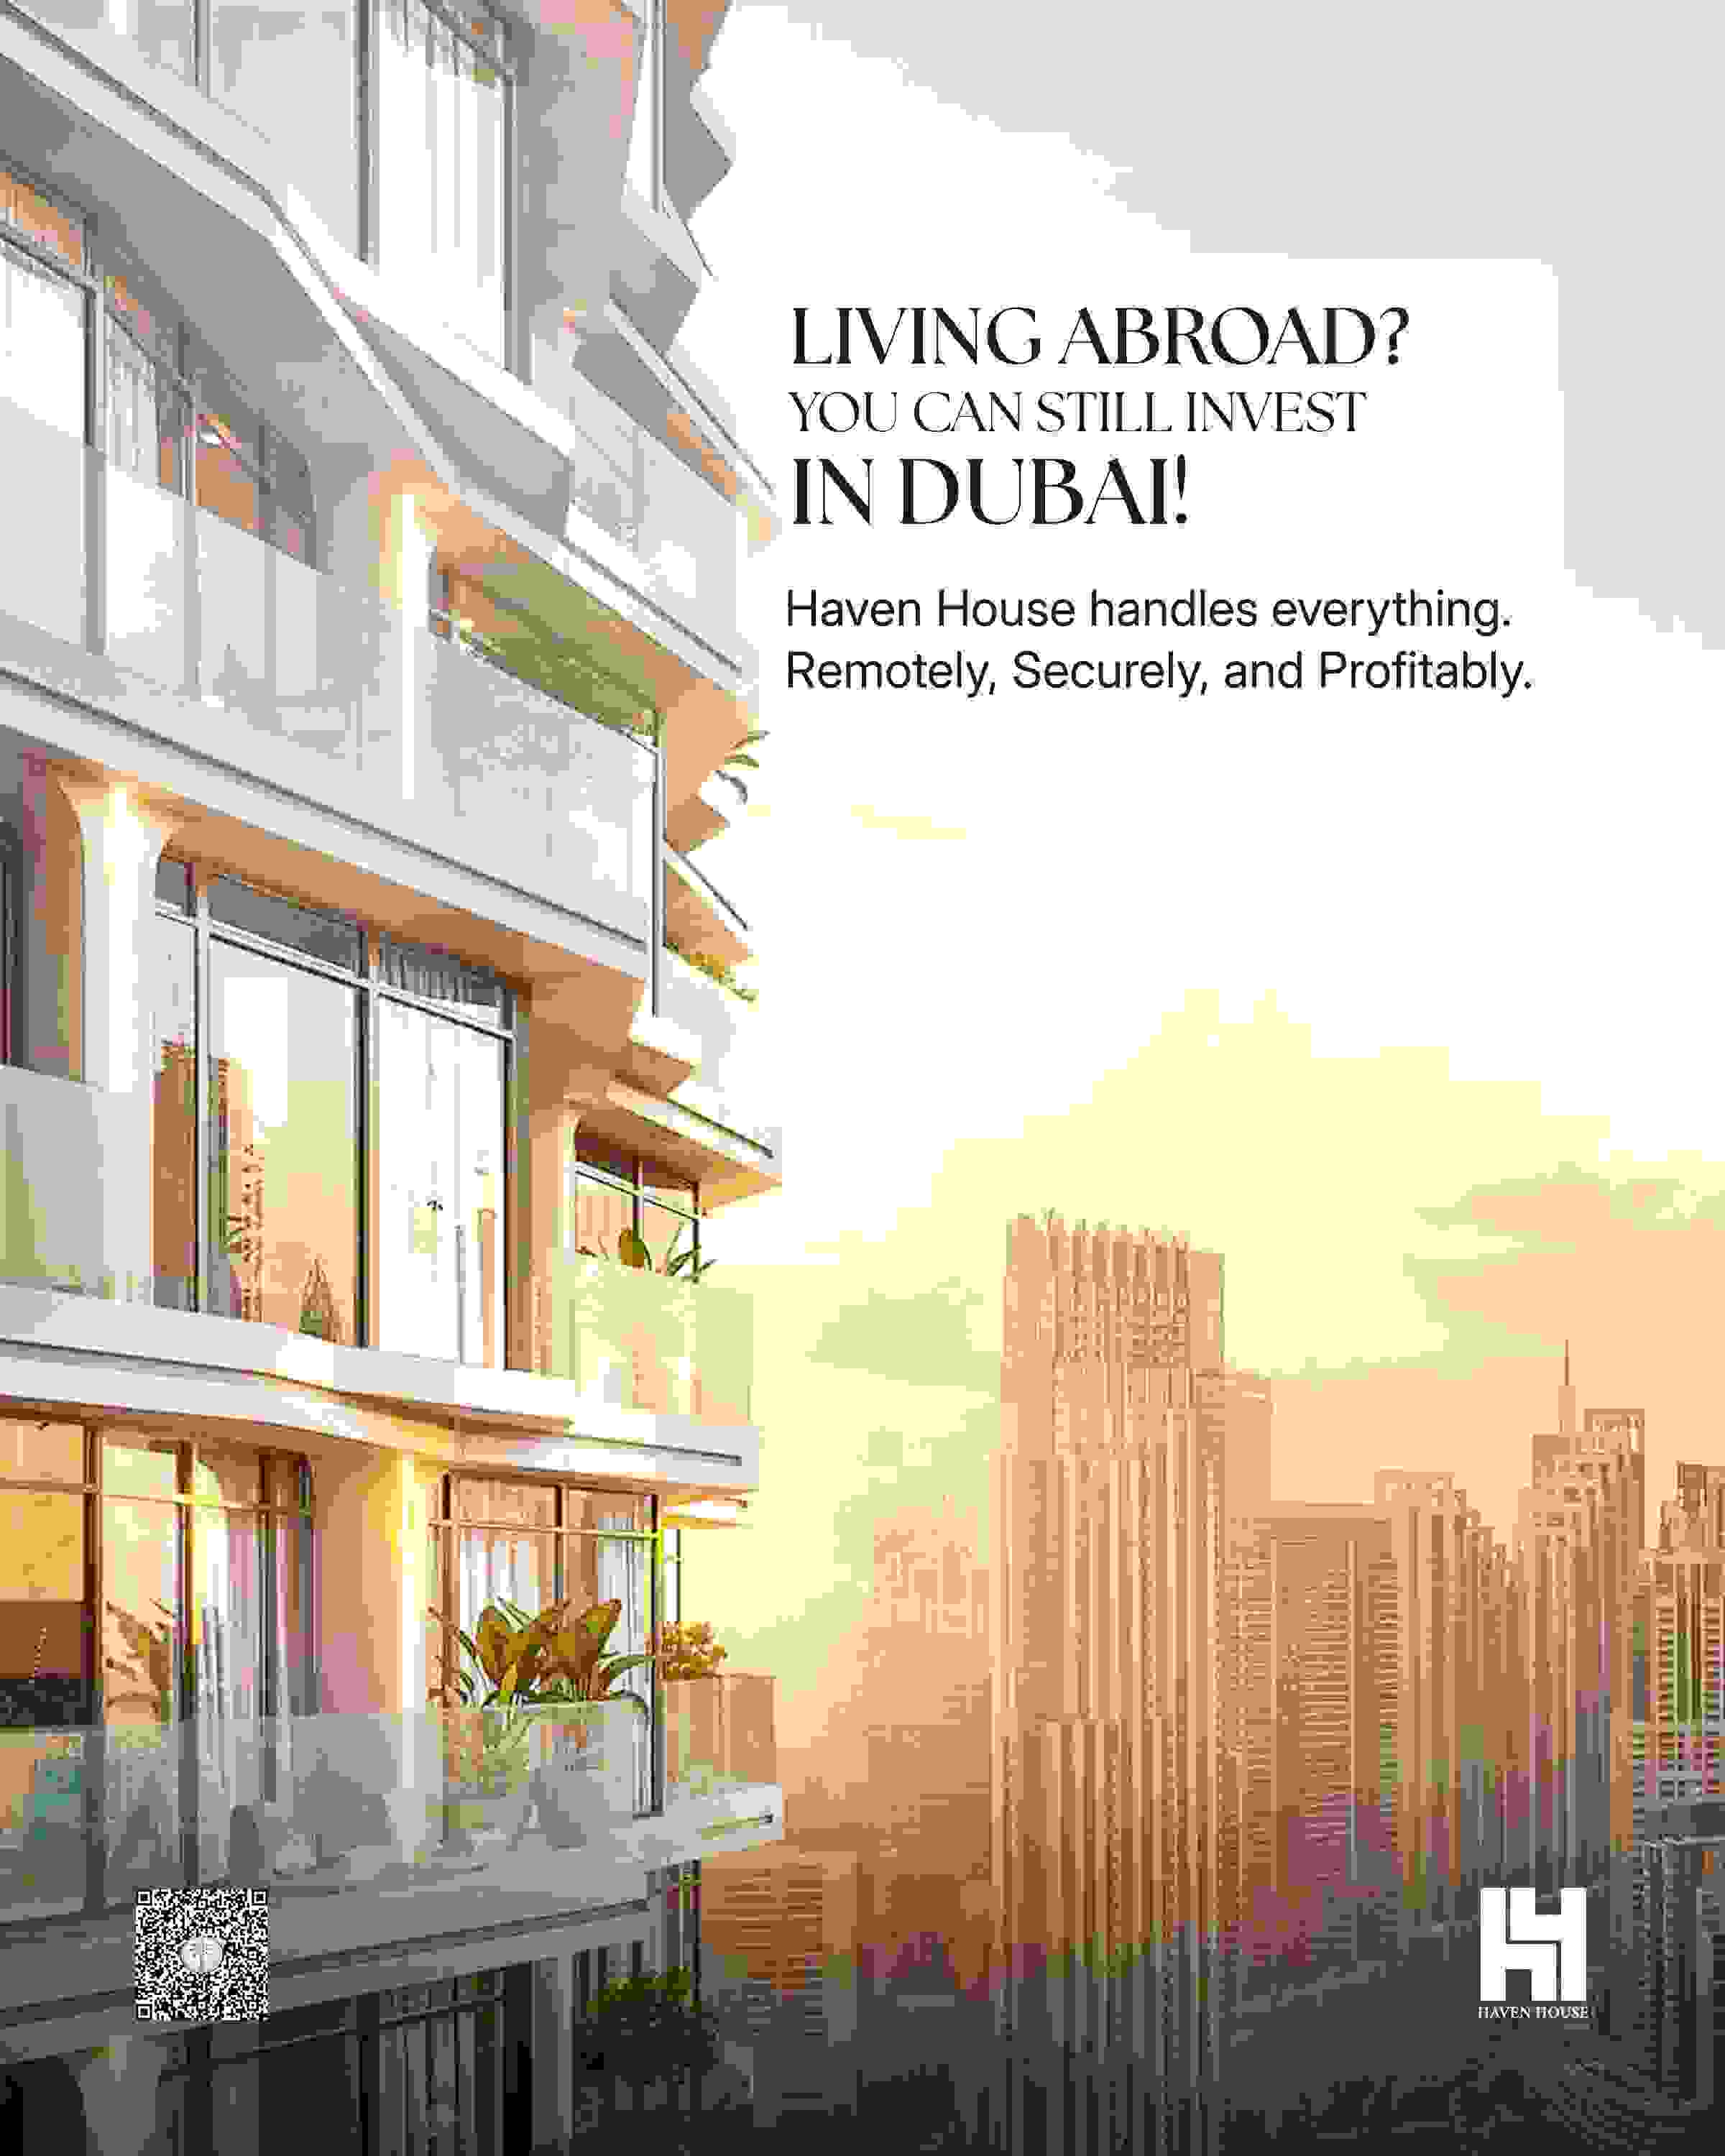 LIVING ABROAD?
YOU CAN STILL INVEST
IN DUBAI!
Haven House handles everything.
Remotely, Securely, and Profitably.
HAVEN HOUSE